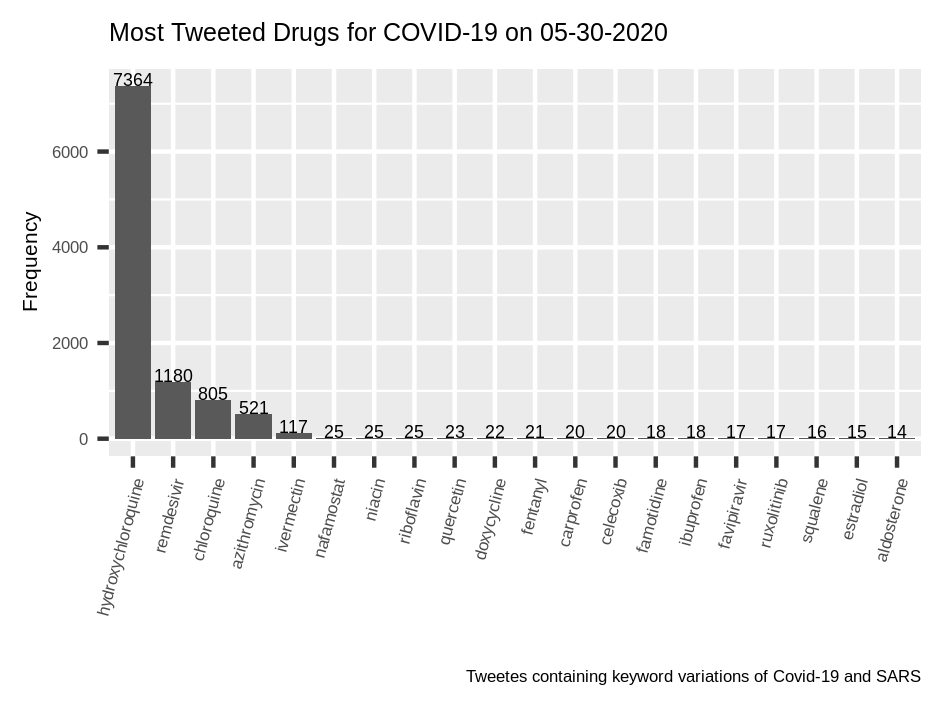 Most Tweeted Drugs for COVID-19 on 05-30-2020
Frequency
6000
4000
2000
0
7364
1180
805
521
117
25
25
25
23
22
21
20
20
18
18
17
17
16
15
14
hydroxychloroquine
remdesivir
chloroquine
azithromycin
ivermectin
nafamostat
niacin
riboflavin
quercetin
doxycycline
fentanyl
carprofen
celecoxib
famotidine
ibuprofen
favipiravir
ruxolitinib
squalene
estradiol
aldosterone
Tweetes containing keyword variations of Covid-19 and SARS